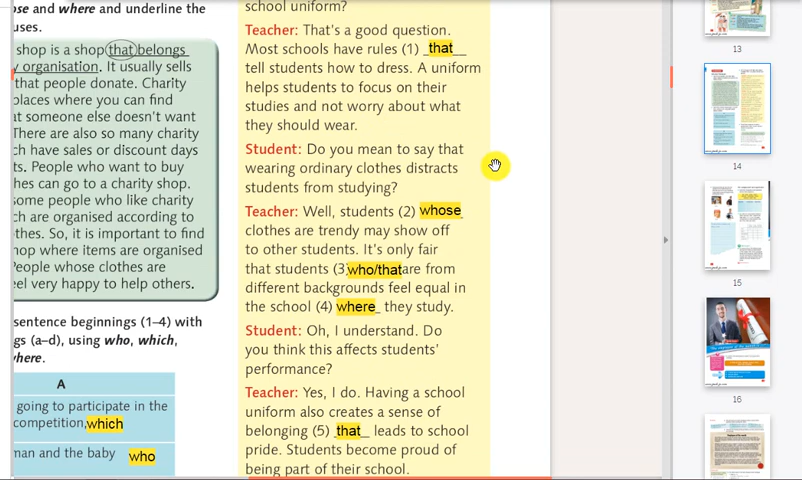 ose and where and underline the
uses.
shop is a shop that belongs
y organisation. It usually sells
that people donate. Charity
places where you can find
at someone else doesn't want
There are also so many charity
ch have sales or discount days
ts. People who want to buy
hes can go to a charity shop.
some people who like charity
ch are organised according to
thes. So, it is important to find
hop where items are organised
People whose clothes are
eel very happy to help others.
sentence beginnings (1–4) with
gs (a–d), using who, which,
where.
A
going to participate in the
competition, which
man and the baby who
school uniform?
Teacher: That's a good question.
Most schools have rules (1) _that_
tell students how to dress. A uniform
helps students to focus on their
studies and not worry about what
they should wear.
Student: Do you mean to say that
wearing ordinary clothes distracts
students from studying?
Teacher: Well, students (2) whose
clothes are trendy may show off
to other students. It's only fair
that students (3)who/that are from
different backgrounds feel equal in
the school (4) where_ they study.
Student: Oh, I understand. Do
you think this affects students'
performance?
Teacher: Yes, I do. Having a school
uniform also creates a sense of
belonging (5) _that_ leads to school
pride. Students become proud of
being part of their school.
13
14
15
16